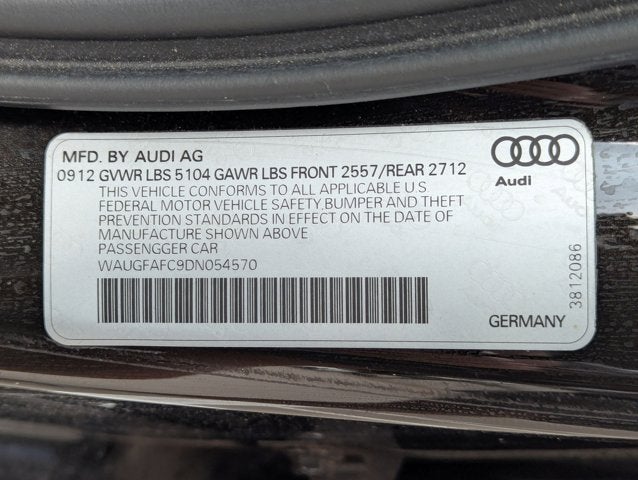 MFD. BY AUDI AG
0912 GVWR LBS 5104 GAWR LBS FRONT 2557/REAR 2712
THIS VEHICLE CONFORMS TO ALL APPLICABLE U S
FEDERAL MOTOR VEHICLE SAFETY, BUMPER AND THEFT
PREVENTION STANDARDS IN EFFECT ON THE DATE OF
MANUFACTURE SHOWN ABOVE
PASSENGGER CAR
WAUGFAFC9DN054570
Audi
GERMANY
3812086